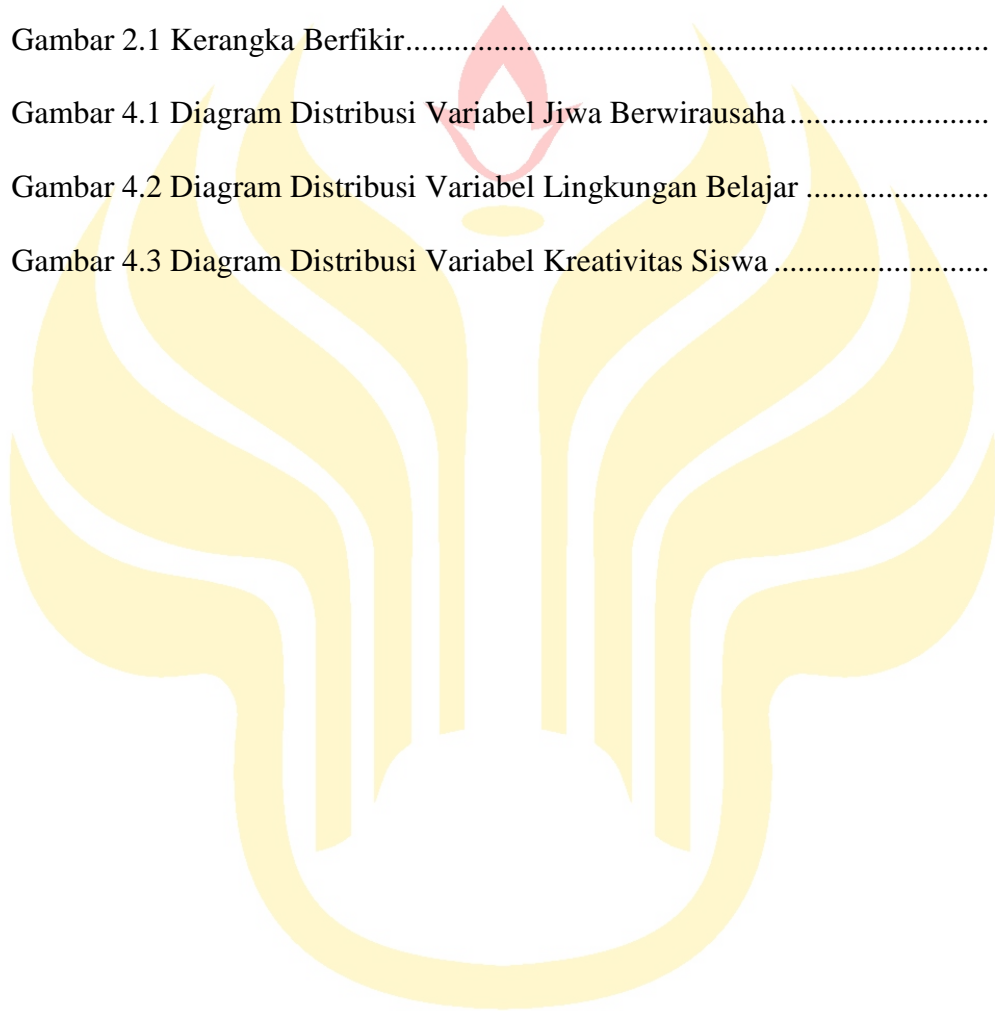 Gambar 2.1 Kerangka Berfikir........................................................................
Gambar 4.1 Diagram Distribusi Variabel Jiwa Berwirausaha........................
Gambar 4.2 Diagram Distribusi Variabel Lingkungan Belajar ......................
Gambar 4.3 Diagram Distribusi Variabel Kreativitas Siswa..........................